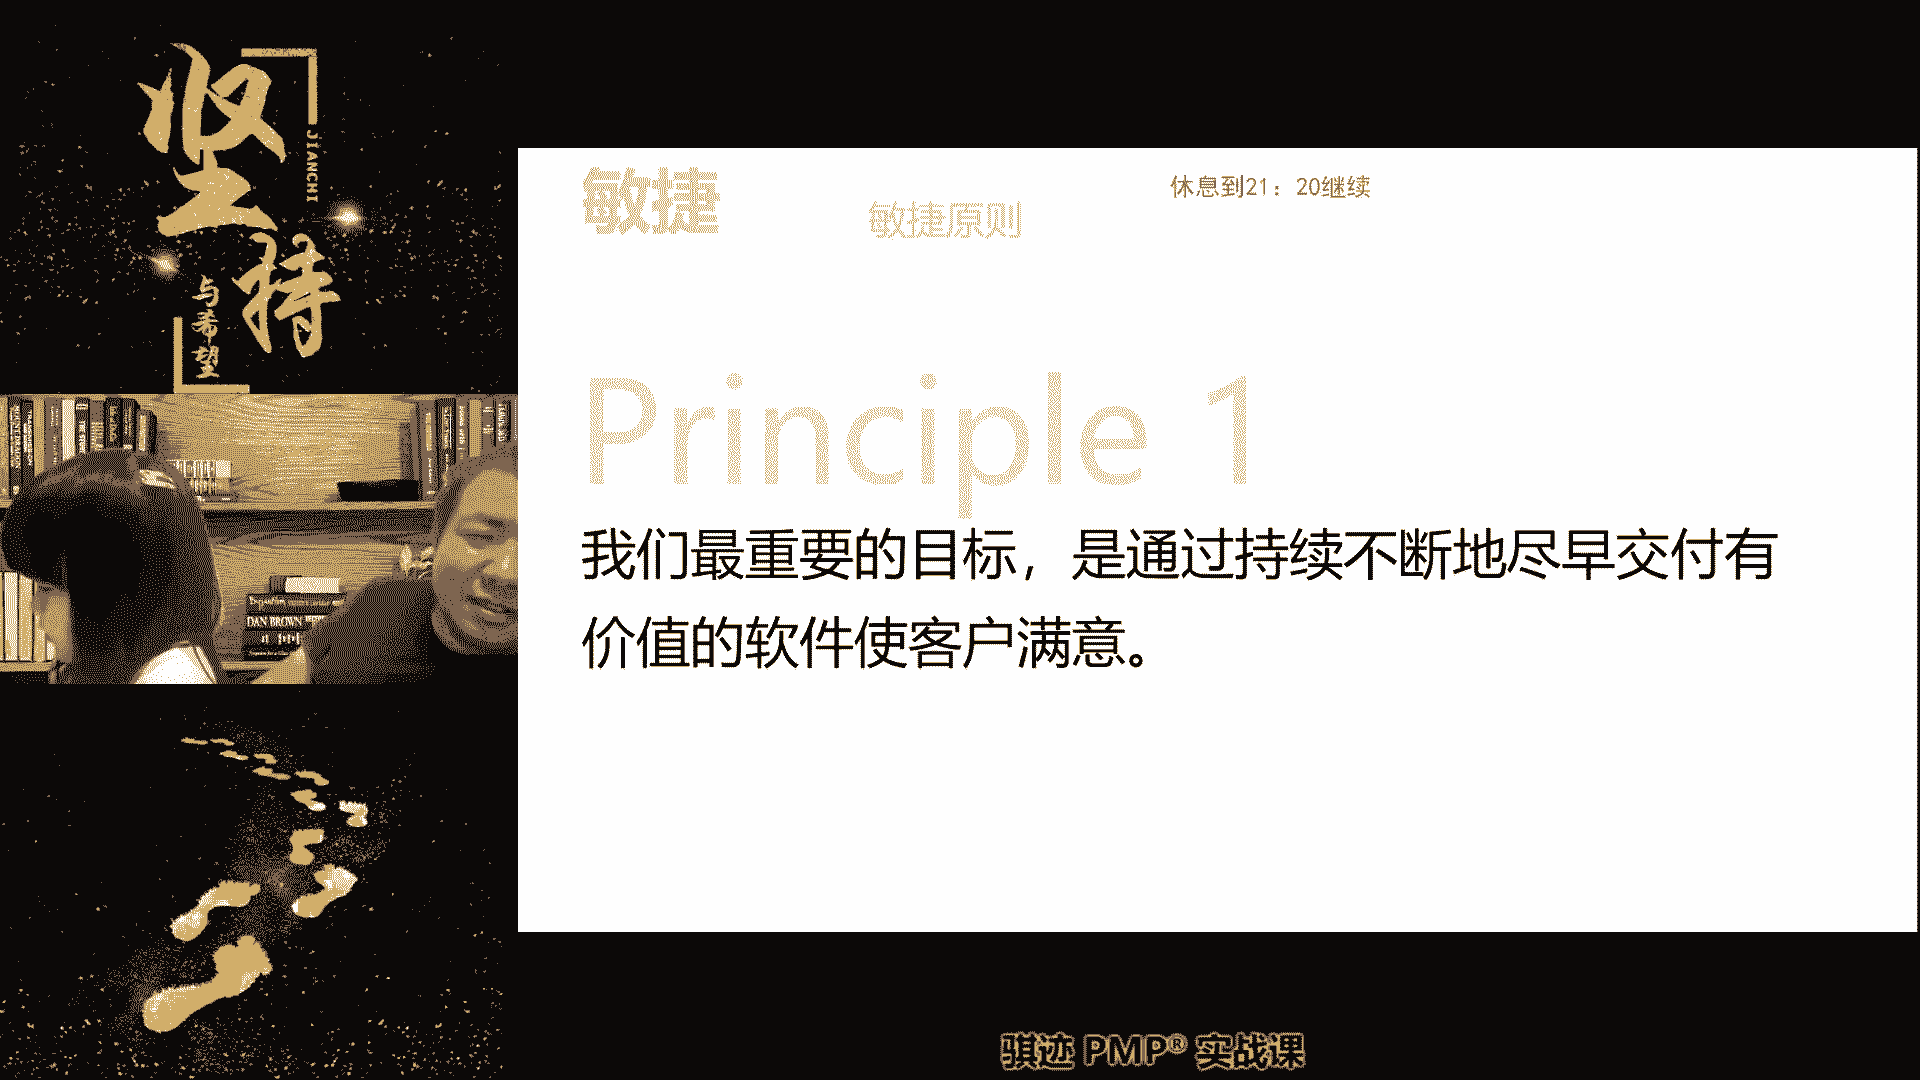 坚持
JIANCHI
与希望
DAN BROWN
敏捷
敏捷原则
休息到21：20继续
Principle 1
我们最重要的目标，是通过持续不断地尽早交付有
价值的软件使客户满意。
骐迹 PMP® 实战课